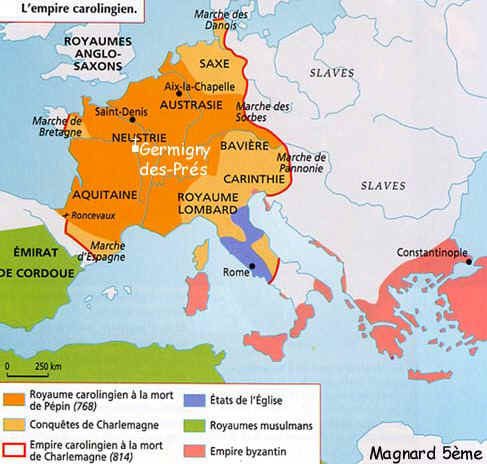 L'empire carolingien.
Marche des
Danois
ROYAUMES
ANGLO-
SAXONS
SAXE
SLAVES
Aix-la-Chapelle
AUSTRASIE
Saint-Denis
Marche des
Sorbes
Marche de
Bretagne
NEUSTRIE
Germigny
des-Prés
BAVIÈRE
Marche de
Pannonie
CARINTHIE
SLAVES
AQUITAINE
ROYAUME
LOMBARD
Roncevaux
Marche
d'Espagne
ÉMIRAT
DE CORDOUE
Constantinople
Rome
0 250 km
Royaume carolingien à la mort
de Pépin (768)
Conquêtes de Charlemagne
Empire carolingien à la mort
de Charlemagne (814)
États de l'Église
Royaumes musulmans
Empire byzantin
Magnard 5ème